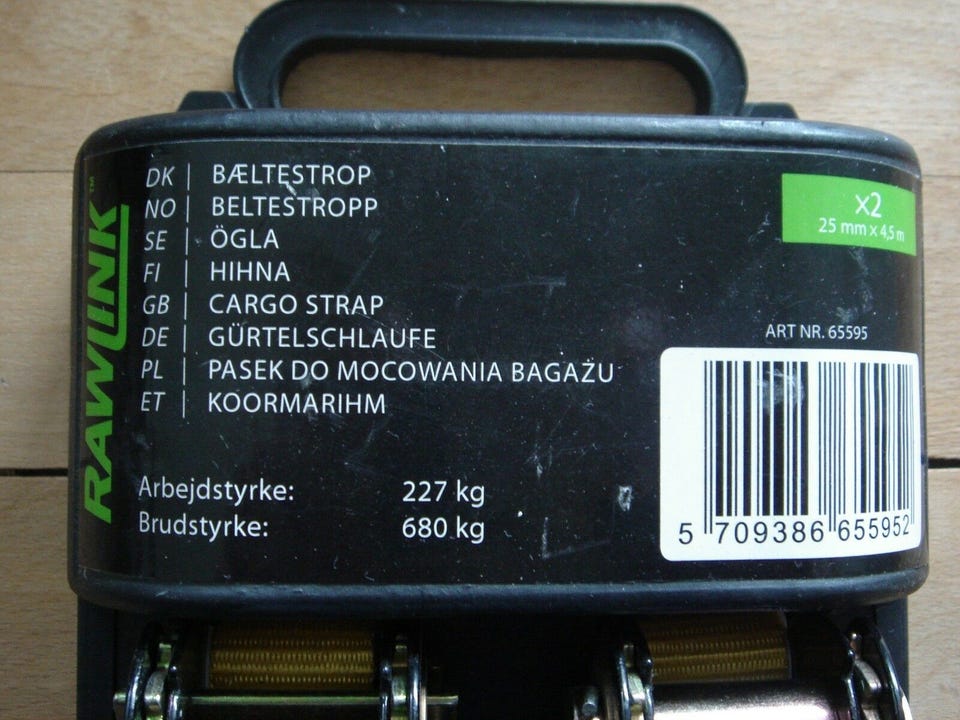 RAWLINK™
DK | BÆLTESTROP
NO | BELTESTROPP
SE | ÖGLA
FI | HIHNA
GB | CARGO STRAP
DE | GÜRTELSCHLAUFE
PL | PASEK DO MOCOWANIA BAGAŻU
ET | KOORMARIHM
Arbejdstyrke: 227 kg
Brudstyrke: 680 kg
x2
25 mm x 4,5 m
ART NR. 65595
5 709386 655952